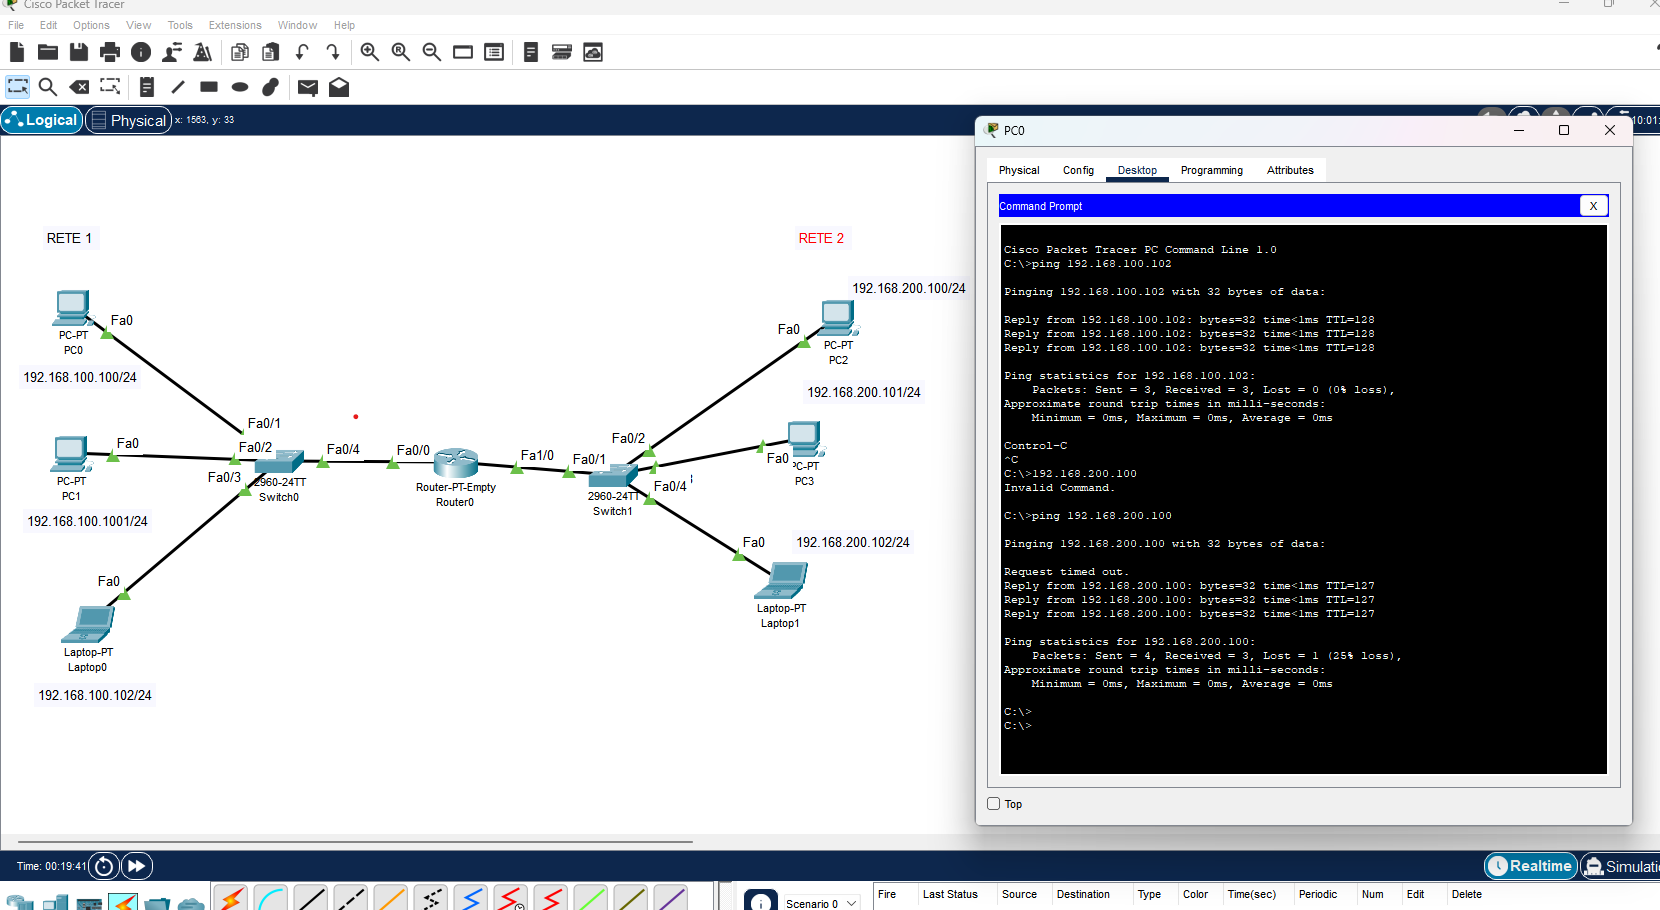 Cisco Packet Tracer
File Edit Options View Tools Extensions Window Help
Logical Physical x: 1563, y: 33
10:01:
RETE 1
RETE 2
192.168.200.100/24
Fa0
PC-PT
PC0
192.168.100.100/24
Fa0
PC-PT
PC2
192.168.200.101/24
Fa0/1
Fa0
Fa0/2
Fa0/4
Fa0/0
Fa1/0
Fa0/1
Fa0/2
Fa0
PC-PT
PC3
PC-PT
PC1
Fa0/3
2960-24TT
Switch0
Router-PT-Empty
Router0
2960-24TT
Switch1
Fa0/4
192.168.100.1001/24
Fa0
192.168.200.102/24
Fa0
Laptop-PT
Laptop1
Laptop-PT
Laptop0
192.168.100.102/24
PC0
Physical Config Desktop Programming Attributes
Command Prompt
X
Cisco Packet Tracer PC Command Line 1.0
C:\>ping 192.168.100.102
Pinging 192.168.100.102 with 32 bytes of data:
Reply from 192.168.100.102: bytes=32 time<1ms TTL=128
Reply from 192.168.100.102: bytes=32 time<1ms TTL=128
Reply from 192.168.100.102: bytes=32 time<1ms TTL=128
Ping statistics for 192.168.100.102:
Packets: Sent = 3, Received = 3, Lost = 0 (0% loss),
Approximate round trip times in milli-seconds:
Minimum = 0ms, Maximum = 0ms, Average = 0ms
Control-C
^C
C:\>192.168.200.100
Invalid Command.
C:\>ping 192.168.200.100
Pinging 192.168.200.100 with 32 bytes of data:
Request timed out.
Reply from 192.168.200.100: bytes=32 time<1ms TTL=127
Reply from 192.168.200.100: bytes=32 time<1ms TTL=127
Reply from 192.168.200.100: bytes=32 time<1ms TTL=127
Ping statistics for 192.168.200.100:
Packets: Sent = 4, Received = 3, Lost = 1 (25% loss),
Approximate round trip times in milli-seconds:
Minimum = 0ms, Maximum = 0ms, Average = 0ms
C:\>
C:\>
Top
Time: 00:19:41
Realtime Simulati
Scenario 0
Fire Last Status Source Destination Type Color Time(sec) Periodic Num Edit Delete